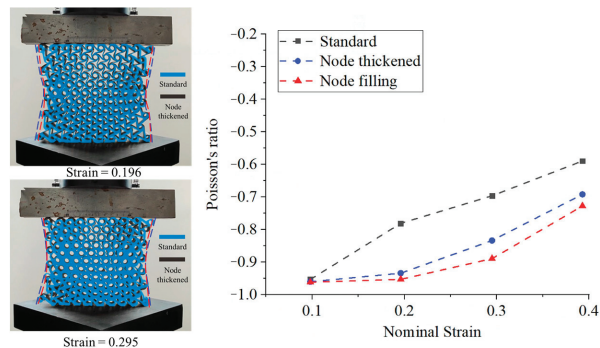 Standard
Node
thickened
Strain = 0.196
Standard
Node
thickened
Strain = 0.295
Standard
Node thickened
Node filling
Poisson's ratio
−0.2
−0.3
−0.4
−0.5
−0.6
−0.7
−0.8
−0.9
−1.0
0.1
0.2
0.3
0.4
Nominal Strain